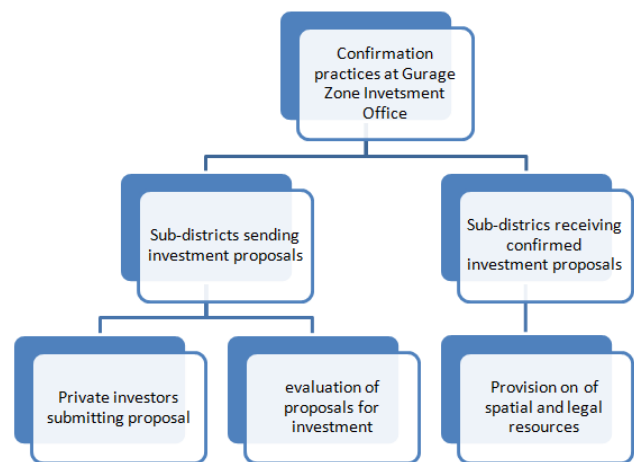 Confirmation
practices at Gurage
Zone Invetsment
Office
Sub-districts sending
investment proposals
Sub-districs receiving
confirmed
investment proposals
Private investors
submitting proposal
evaluation of
proposals for
investment
Provision on of
spatial and legal
resources